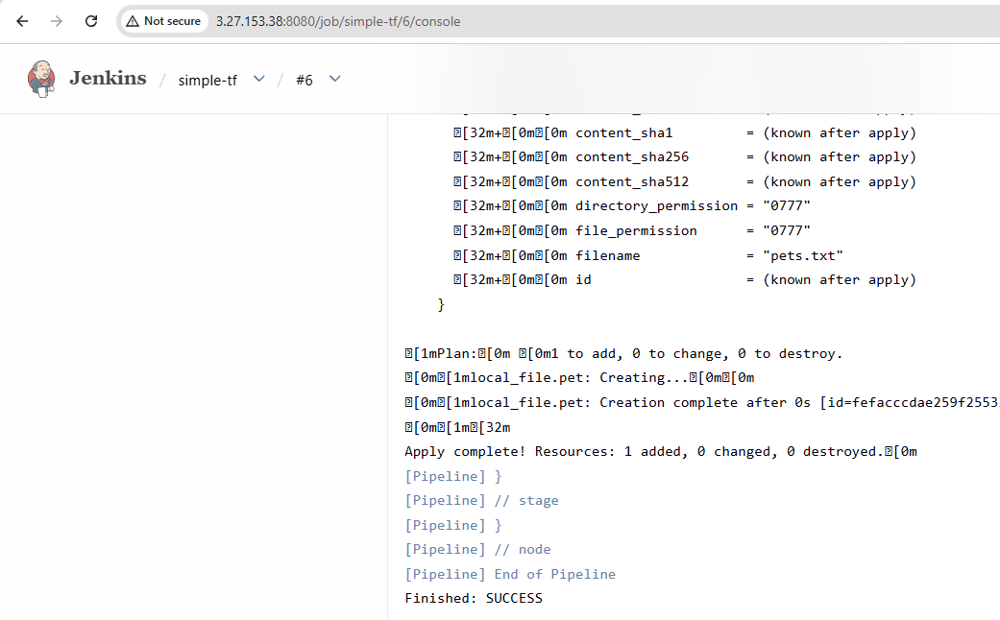 Not secure 3.27.153.38:8080/job/simple-tf/6/console
Jenkins / simple-tf / #6
[32m+[0m[0m content_sha1 = (known after apply)
[32m+[0m[0m content_sha256 = (known after apply)
[32m+[0m[0m content_sha512 = (known after apply)
[32m+[0m[0m directory_permission = "0777"
[32m+[0m[0m file_permission = "0777"
[32m+[0m[0m filename = "pets.txt"
[32m+[0m[0m id = (known after apply)
}
[1mPlan:[0m [0m1 to add, 0 to change, 0 to destroy.
[0m[1mlocal_file.pet: Creating...[0m[0m
[0m[1mlocal_file.pet: Creation complete after 0s [id=fefacccdae259f2553
[0m[1m[32m
Apply complete! Resources: 1 added, 0 changed, 0 destroyed.[0m
[Pipeline] }
[Pipeline] // stage
[Pipeline] }
[Pipeline] // node
[Pipeline] End of Pipeline
Finished: SUCCESS